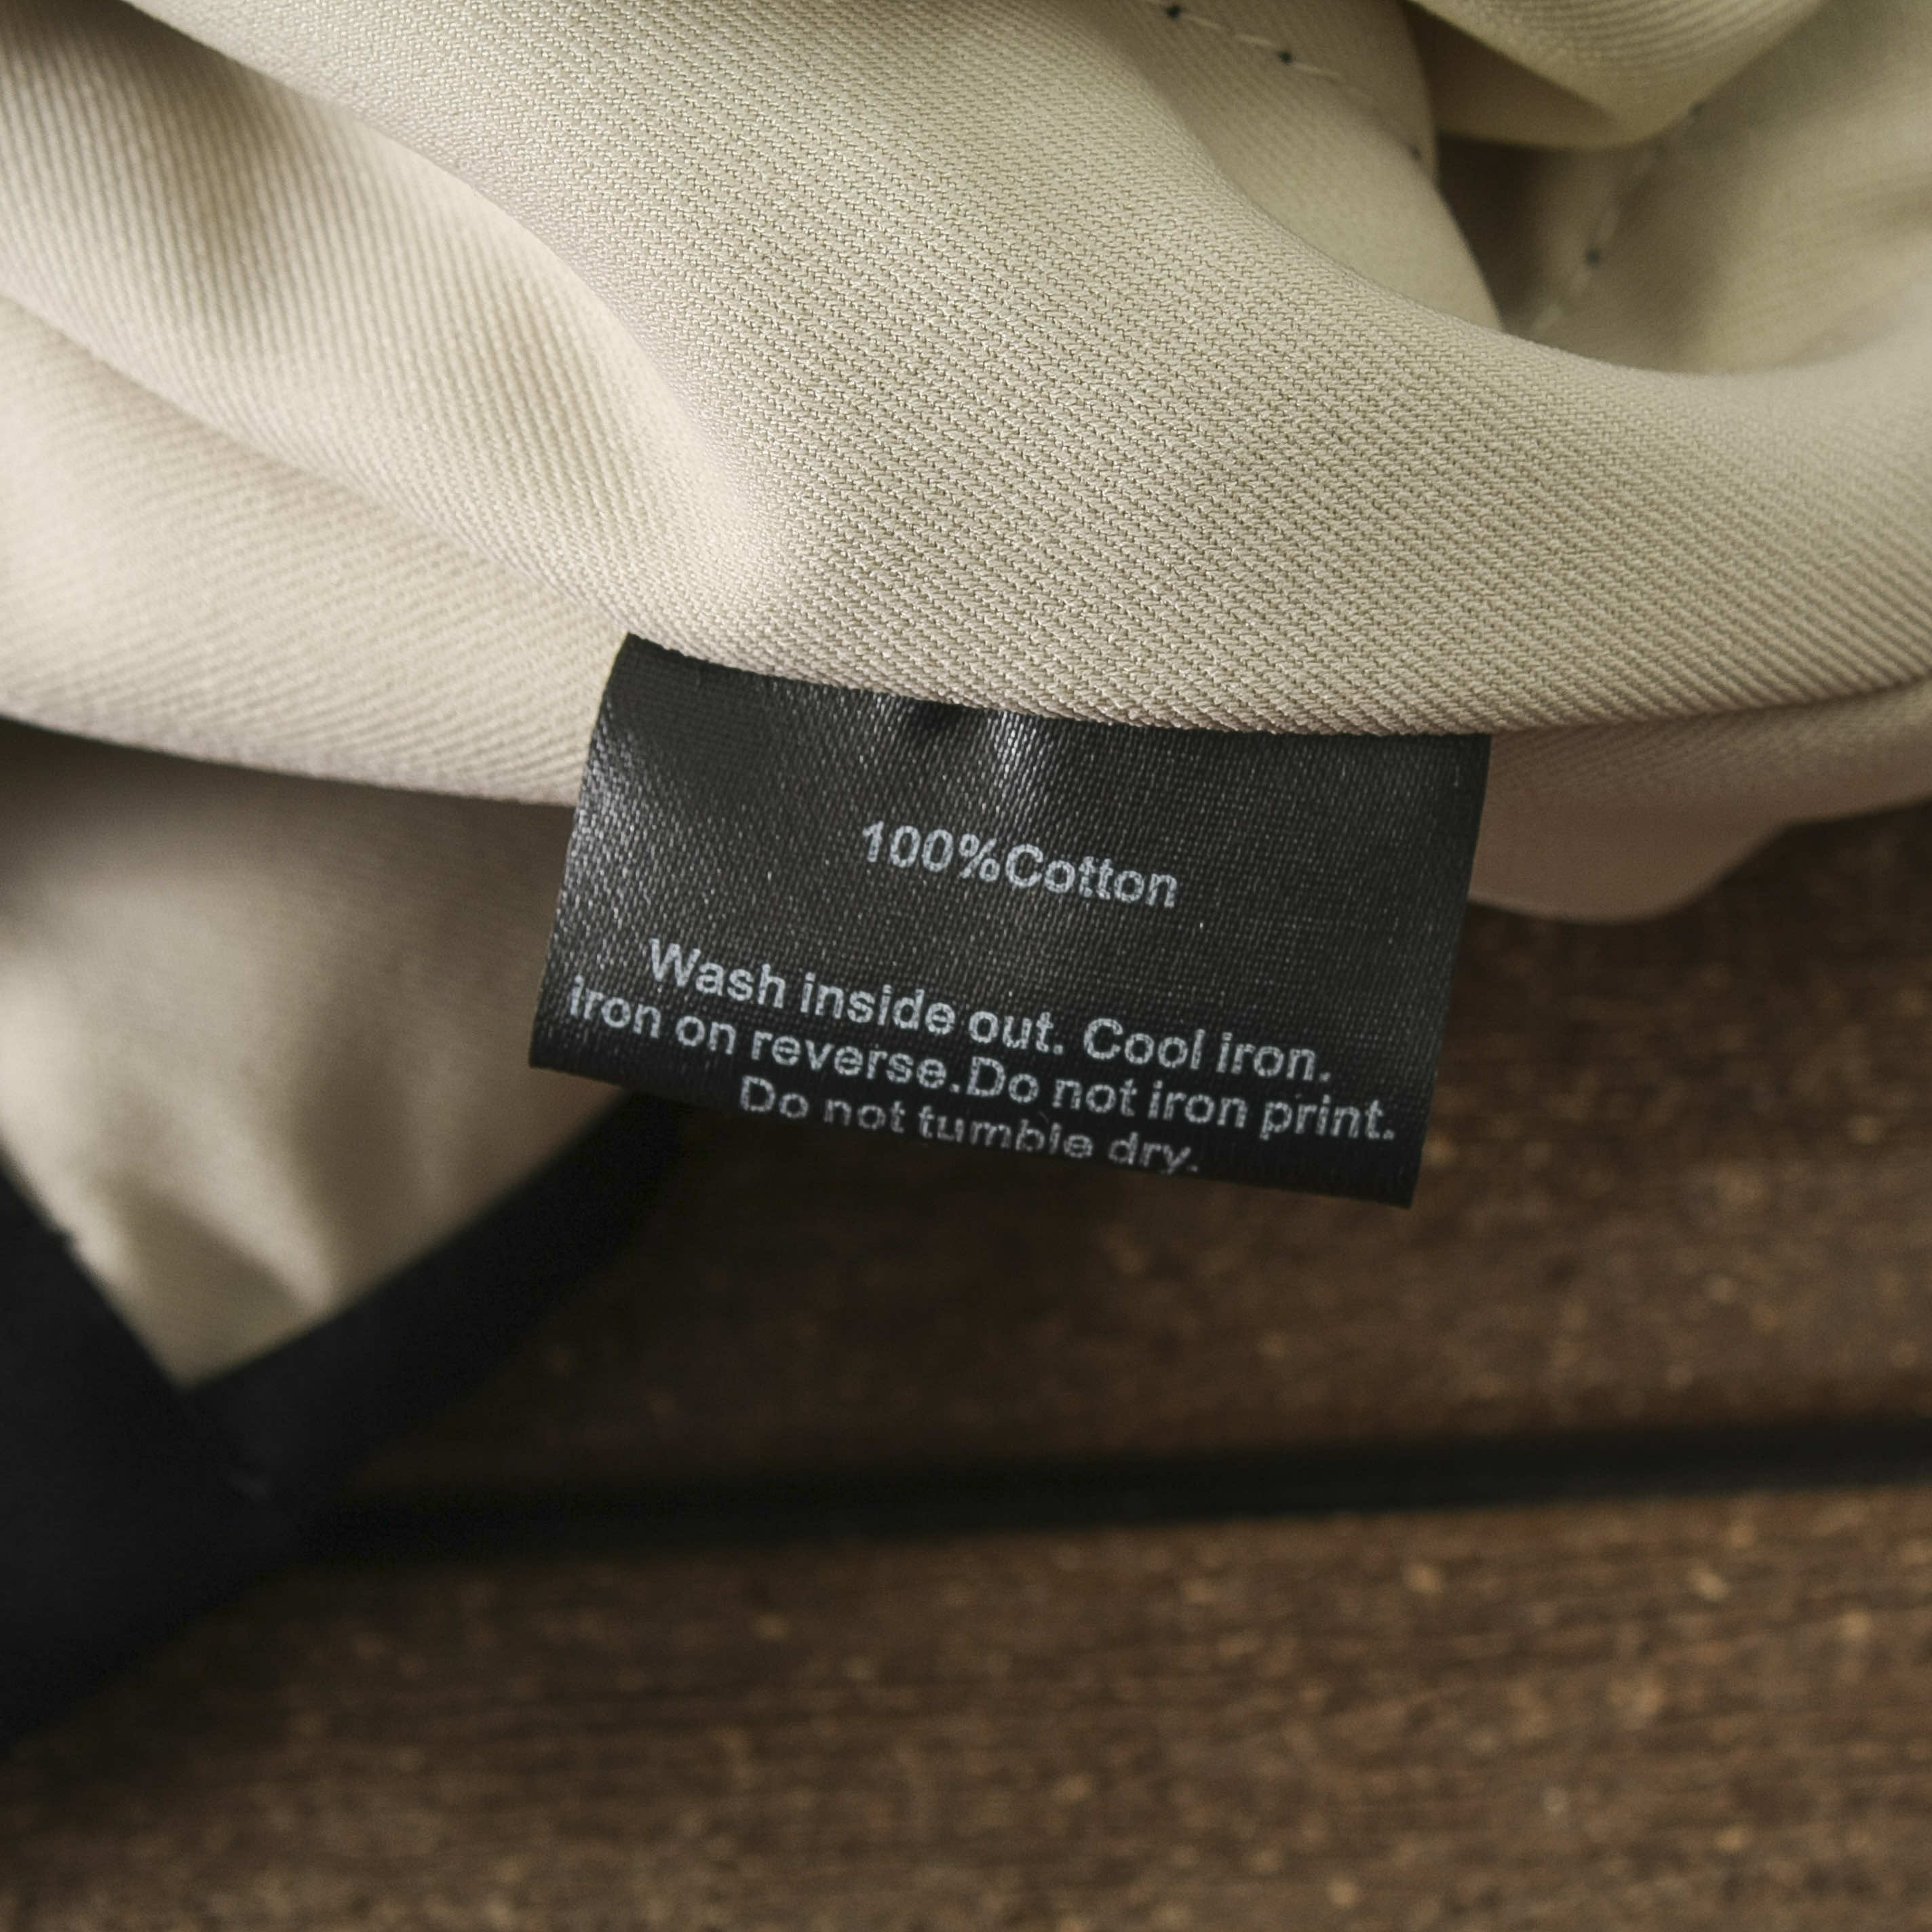 100%Cotton
Wash inside out. Cool iron.
iron on reverse.Do not iron print.
Do not tumble dry.